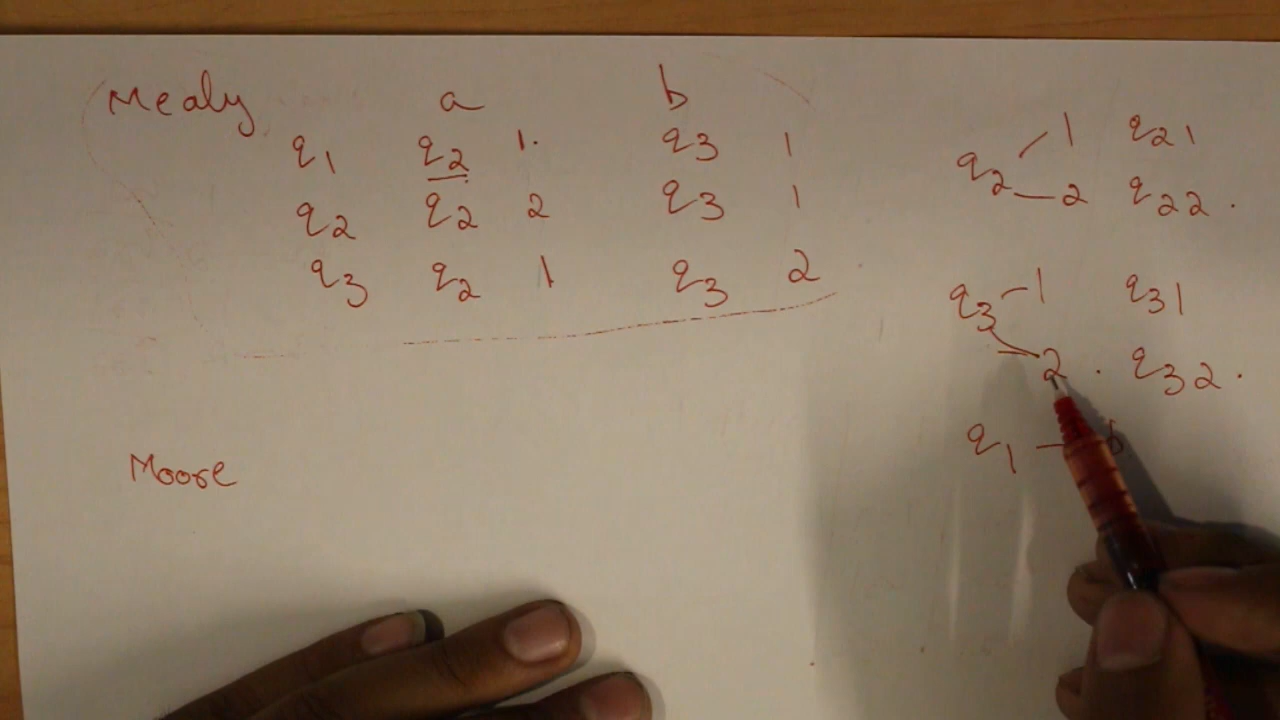 Mealy a b
q1 q2 1. q3 1
q2 q2 2 q3 1
q3 q2 1 q3 2
q2 1 q21
2 q22.
q3 1 q31
2. q32.
q1
Moore